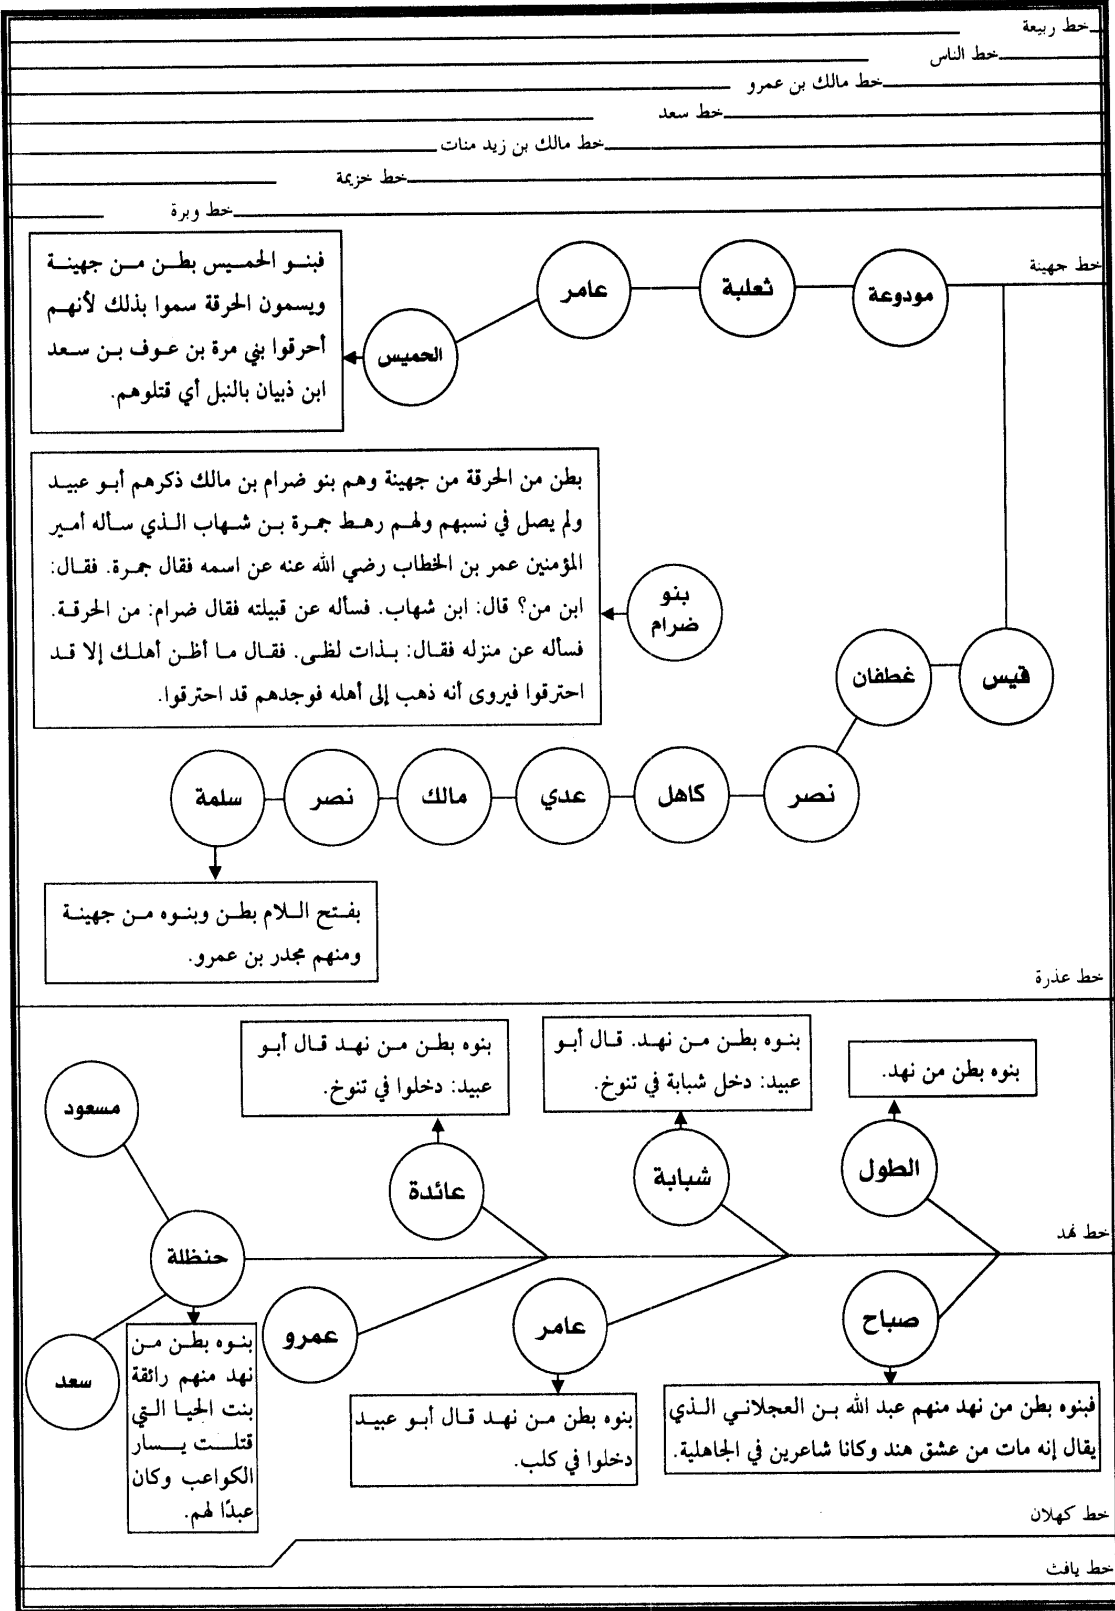 خط ربيعة
خط الناس
خط مالك بن عمرو
خط سعد
خط مالك بن زيد منات
خط خزيمة
خط وبرة
خط جهينة
مودوعة
ثعلبة
عامر
الحميس
فبنو الحميس بطن من جهينة
ويسمون الحرقة سموا بذلك لأنهم
أحرقوا بني مرة بن عوف بن سعد
ابن ذبيان بالنبل أي قتلوهم.
بطن من الحرقة من جهينة وهم بنو ضرام بن مالك ذكرهم أبو عبيد
ولم يصل في نسبهم ولهم رهط جمرة بن شهاب الذي سأله أمير
المؤمنين عمر بن الخطاب رضي الله عنه عن اسمه فقال جمرة. فقال:
ابن من؟ قال: ابن شهاب. فسأله عن قبيلته فقال ضرام: من الحرقة.
فسأله عن منزله فقال: بذات لظى. فقال ما أظن أهلك إلا قد
احترقوا فيروى أنه ذهب إلى أهله فوجدهم قد احترقوا.
بنو
ضرام
قيس
غطفان
نصر
كاهل
عدي
مالك
نصر
سلمة
بفتح اللام بطن وبنوه من جهينة
ومنهم مجدر بن عمرو.
خط عذرة
بنوه بطن من نهد.
بنوه بطن من نهد. قال أبو
عبيد: دخل شبابة في تنوخ.
بنوه بطن من نهد قال أبو
عبيد: دخلوا في تنوخ.
مسعود
الطول
شبابة
عائدة
خط نهد
حنظلة
صباح
عامر
عمرو
سعد
فبنوه بطن من نهد منهم عبد الله بن العجلاني الذي
يقال إنه مات من عشق هند وكانا شاعرين في الجاهلية.
بنوه بطن من نهد قال أبو عبيد
دخلوا في كلب.
بنوه بطن من
نهد منهم رائقة
بنت الحيا التي
قتلت يسار
الكواعب وكان
عبدًا لهم.
خط كهلان
خط يافث